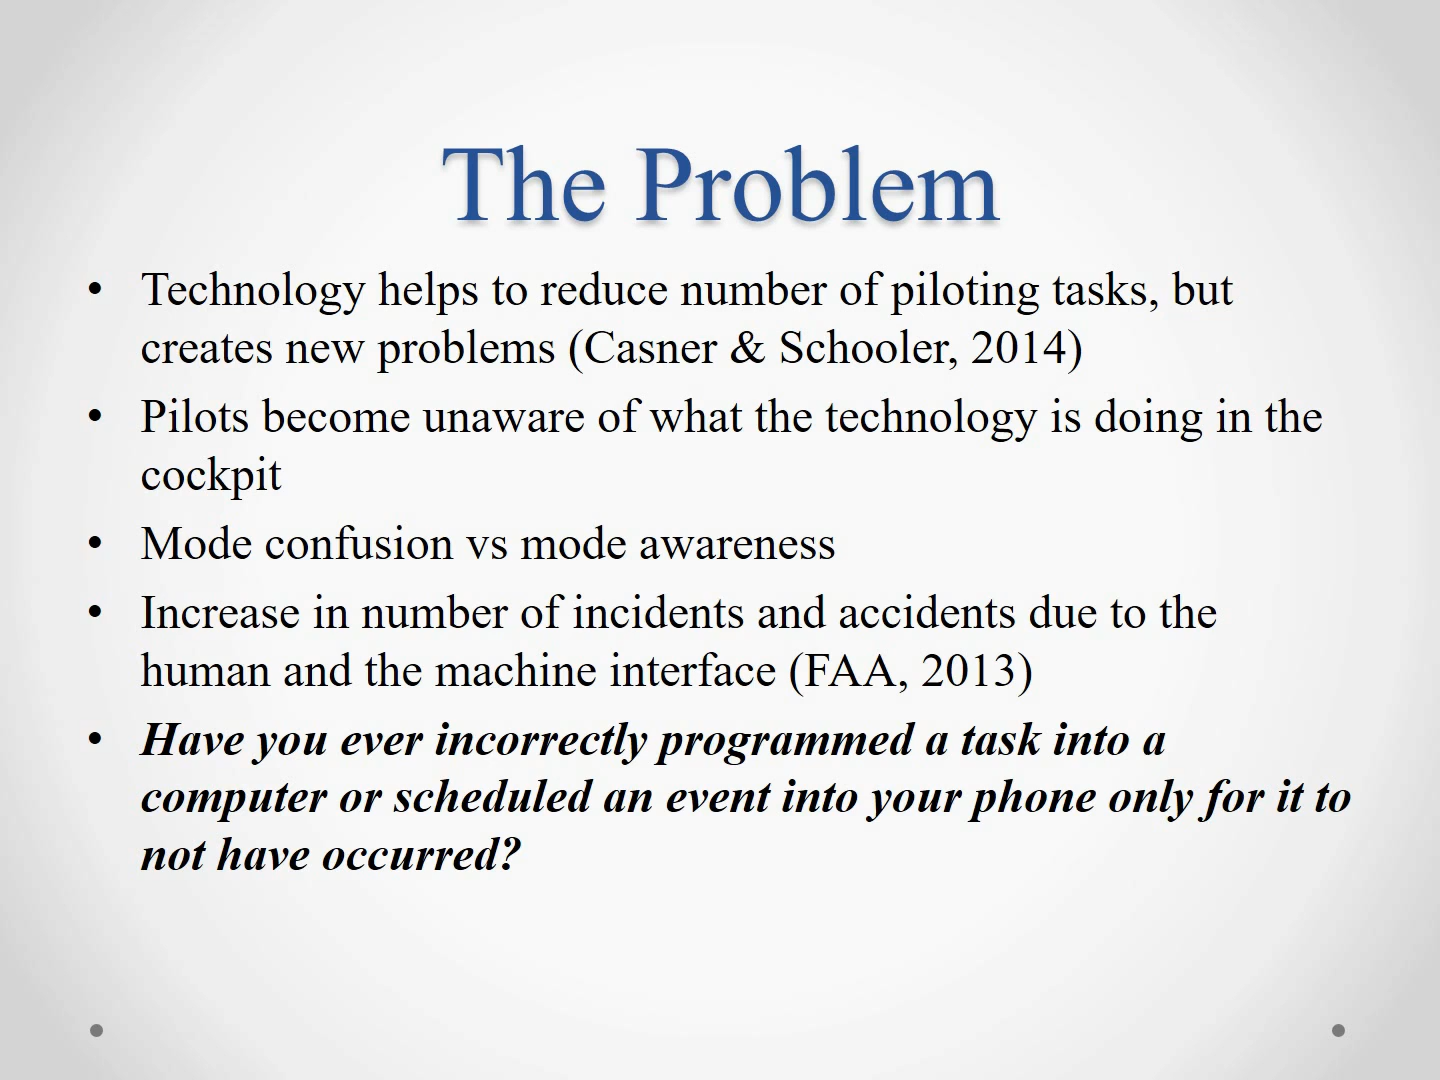 The Problem
• Technology helps to reduce number of piloting tasks, but
creates new problems (Casner & Schooler, 2014)
• Pilots become unaware of what the technology is doing in the
cockpit
• Mode confusion vs mode awareness
• Increase in number of incidents and accidents due to the
human and the machine interface (FAA, 2013)
• Have you ever incorrectly programmed a task into a
computer or scheduled an event into your phone only for it to
not have occurred?